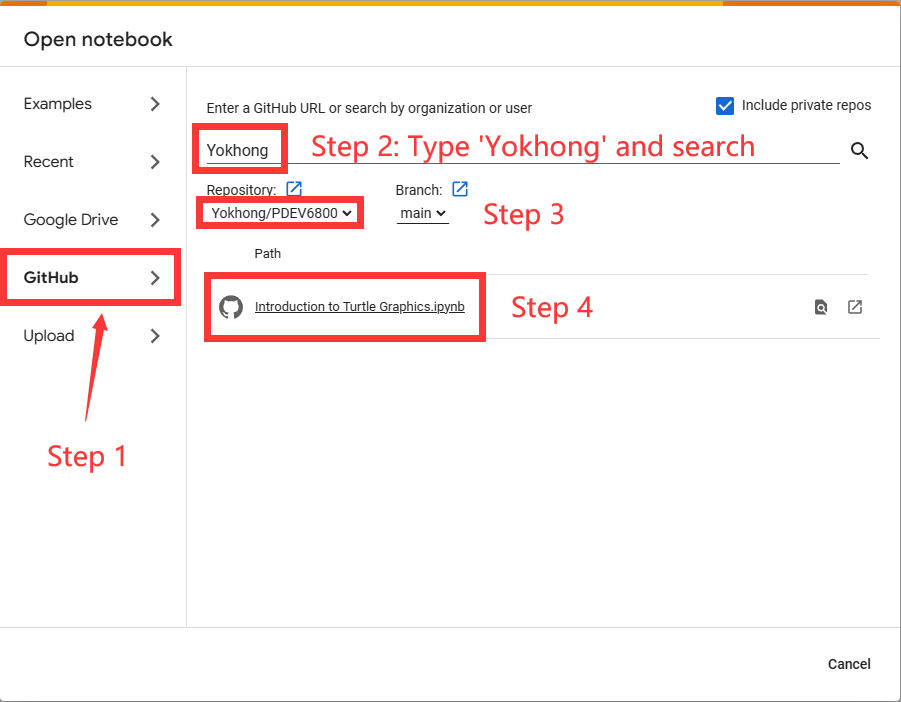 Open notebook
Examples
Recent
Google Drive
GitHub
Upload
Step 1
Enter a GitHub URL or search by organization or user
Include private repos
Yokhong
Step 2: Type 'Yokhong' and search
Repository:
Branch:
Yokhong/PDEV6800
main
Step 3
Path
Introduction to Turtle Graphics.ipynb
Step 4
Cancel